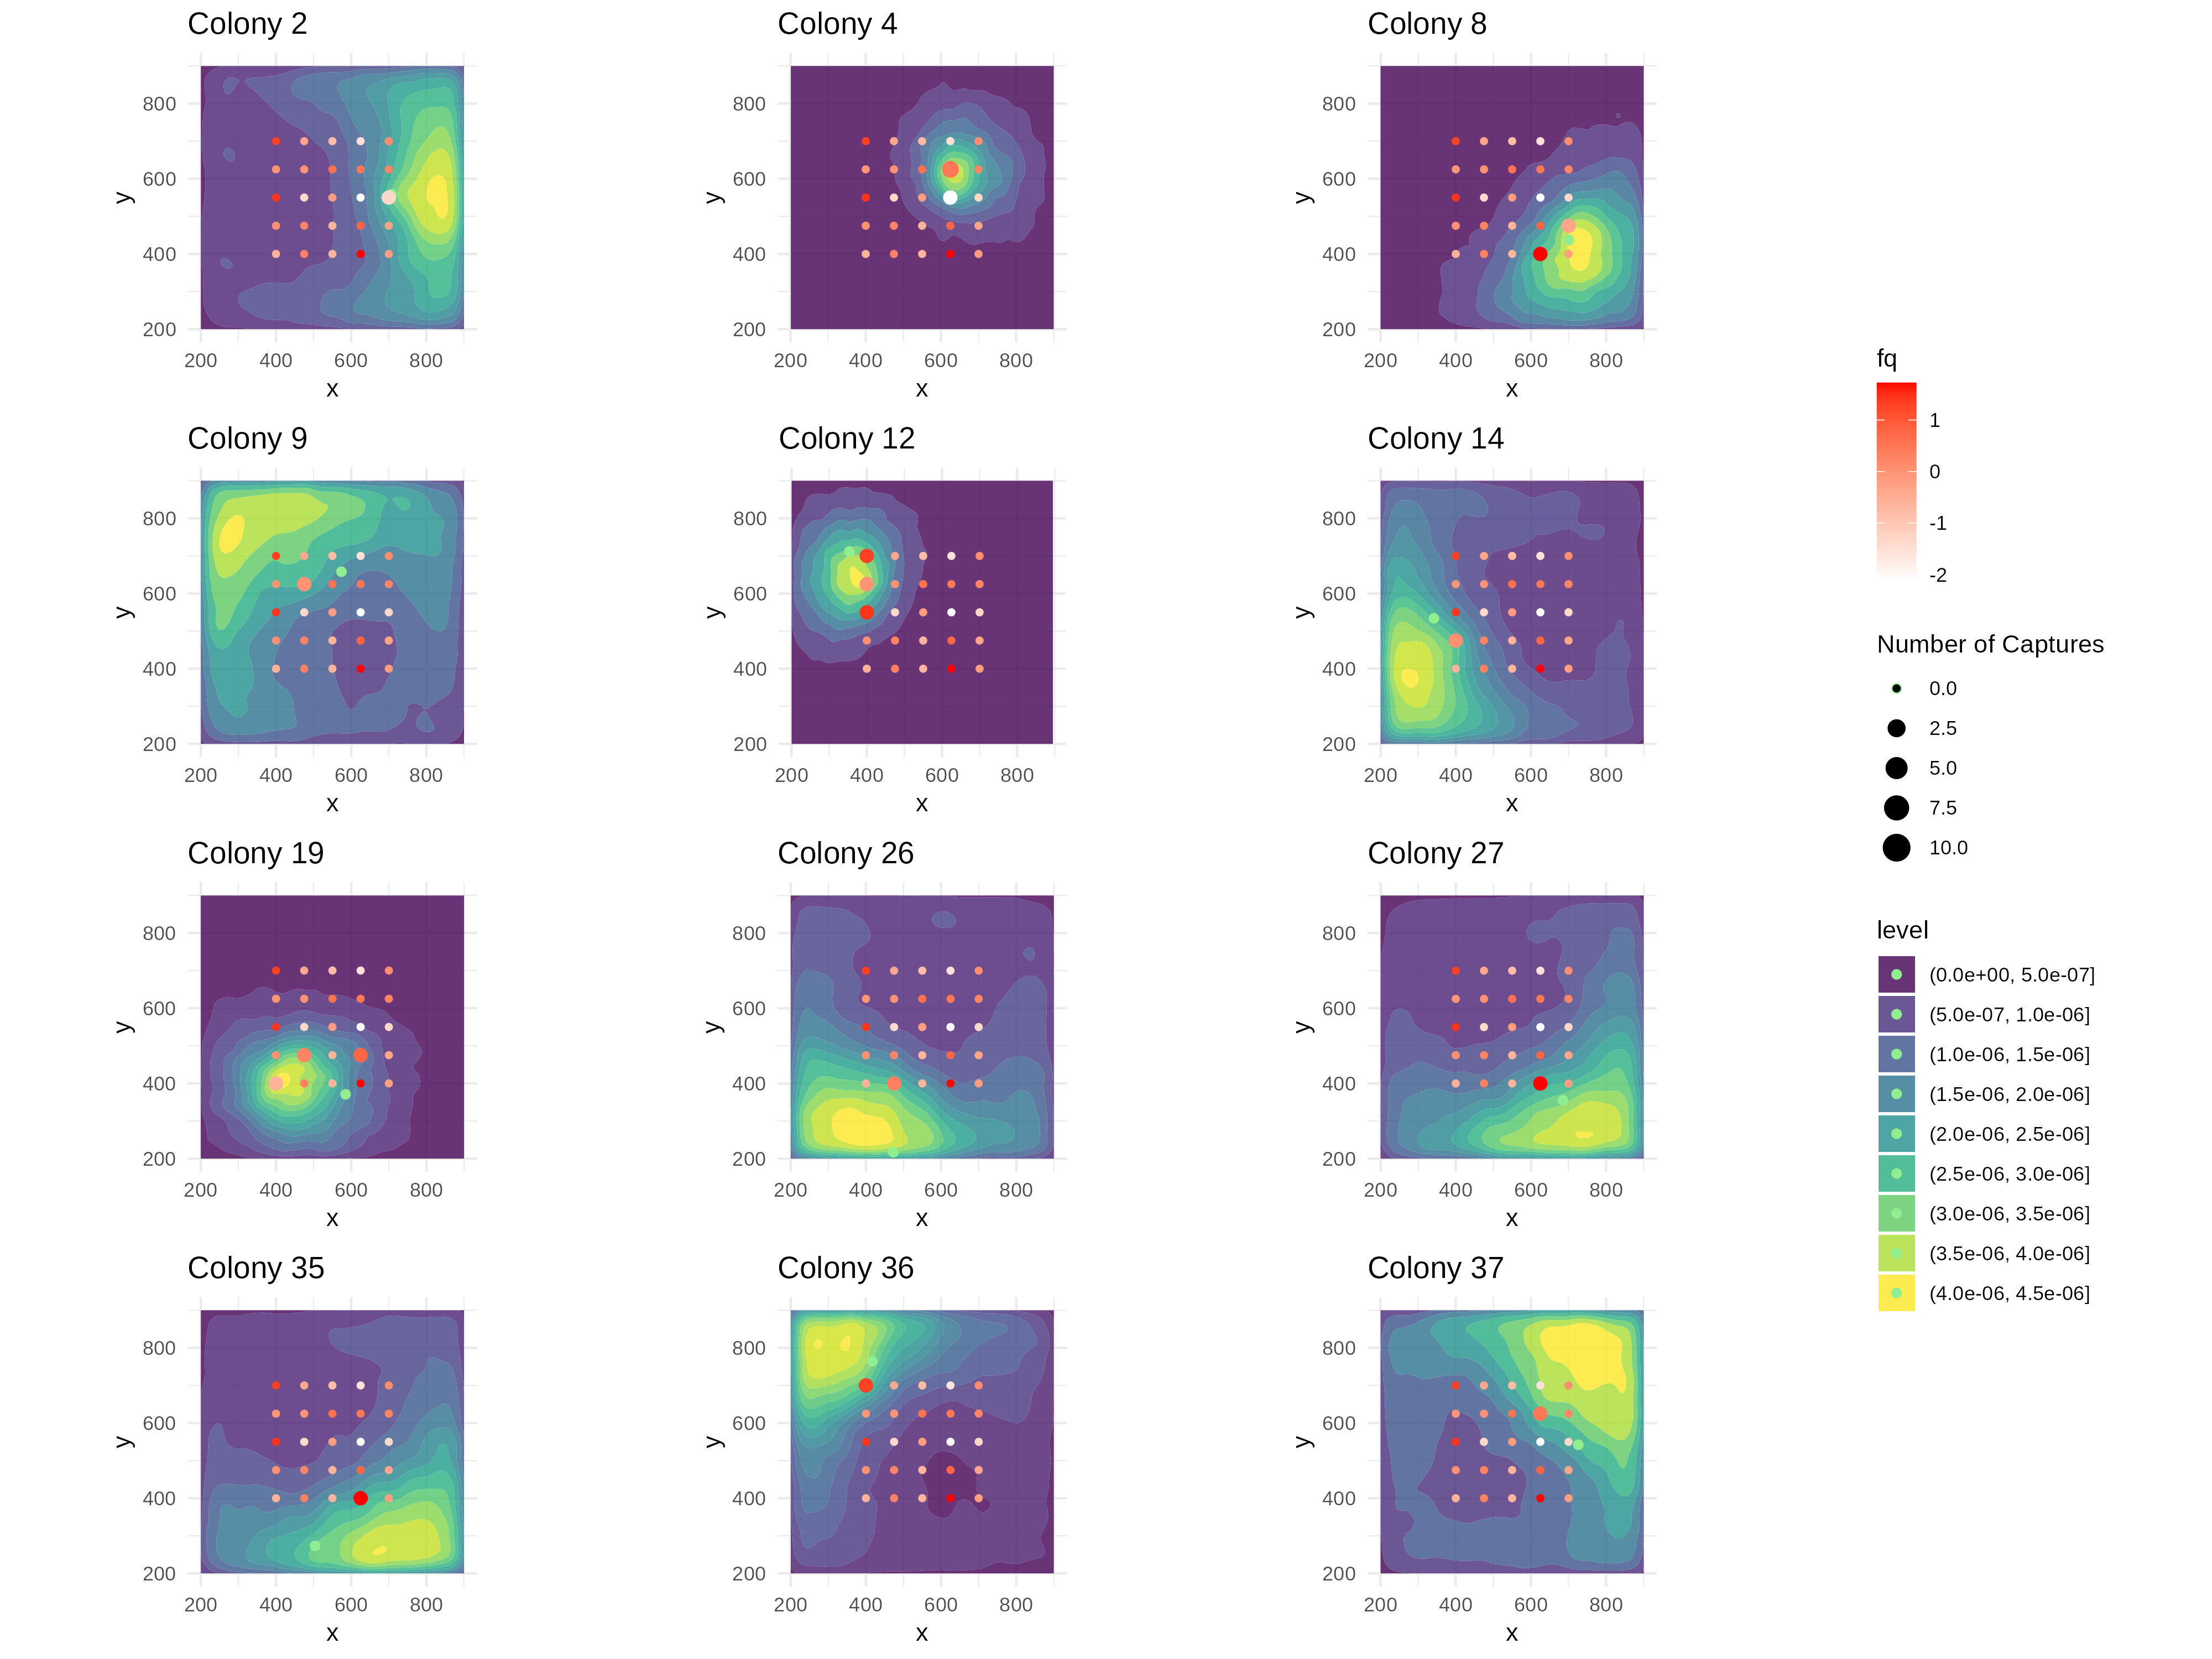 Colony 2
800
600
y
400
200
200 400 600 800
x
Colony 4
800
600
y
400
200
200 400 600 800
x
Colony 8
800
600
y
400
200
200 400 600 800
x
Colony 9
800
600
y
400
200
200 400 600 800
x
Colony 12
800
600
y
400
200
200 400 600 800
x
Colony 14
800
600
y
400
200
200 400 600 800
x
Colony 19
800
600
y
400
200
200 400 600 800
x
Colony 26
800
600
y
400
200
200 400 600 800
x
Colony 27
800
600
y
400
200
200 400 600 800
x
Colony 35
800
600
y
400
200
200 400 600 800
x
Colony 36
800
600
y
400
200
200 400 600 800
x
Colony 37
800
600
y
400
200
200 400 600 800
x
fq
1
0
-1
-2
Number of Captures
0.0
2.5
5.0
7.5
10.0
level
(0.0e+00, 5.0e-07]
(5.0e-07, 1.0e-06]
(1.0e-06, 1.5e-06]
(1.5e-06, 2.0e-06]
(2.0e-06, 2.5e-06]
(2.5e-06, 3.0e-06]
(3.0e-06, 3.5e-06]
(3.5e-06, 4.0e-06]
(4.0e-06, 4.5e-06]